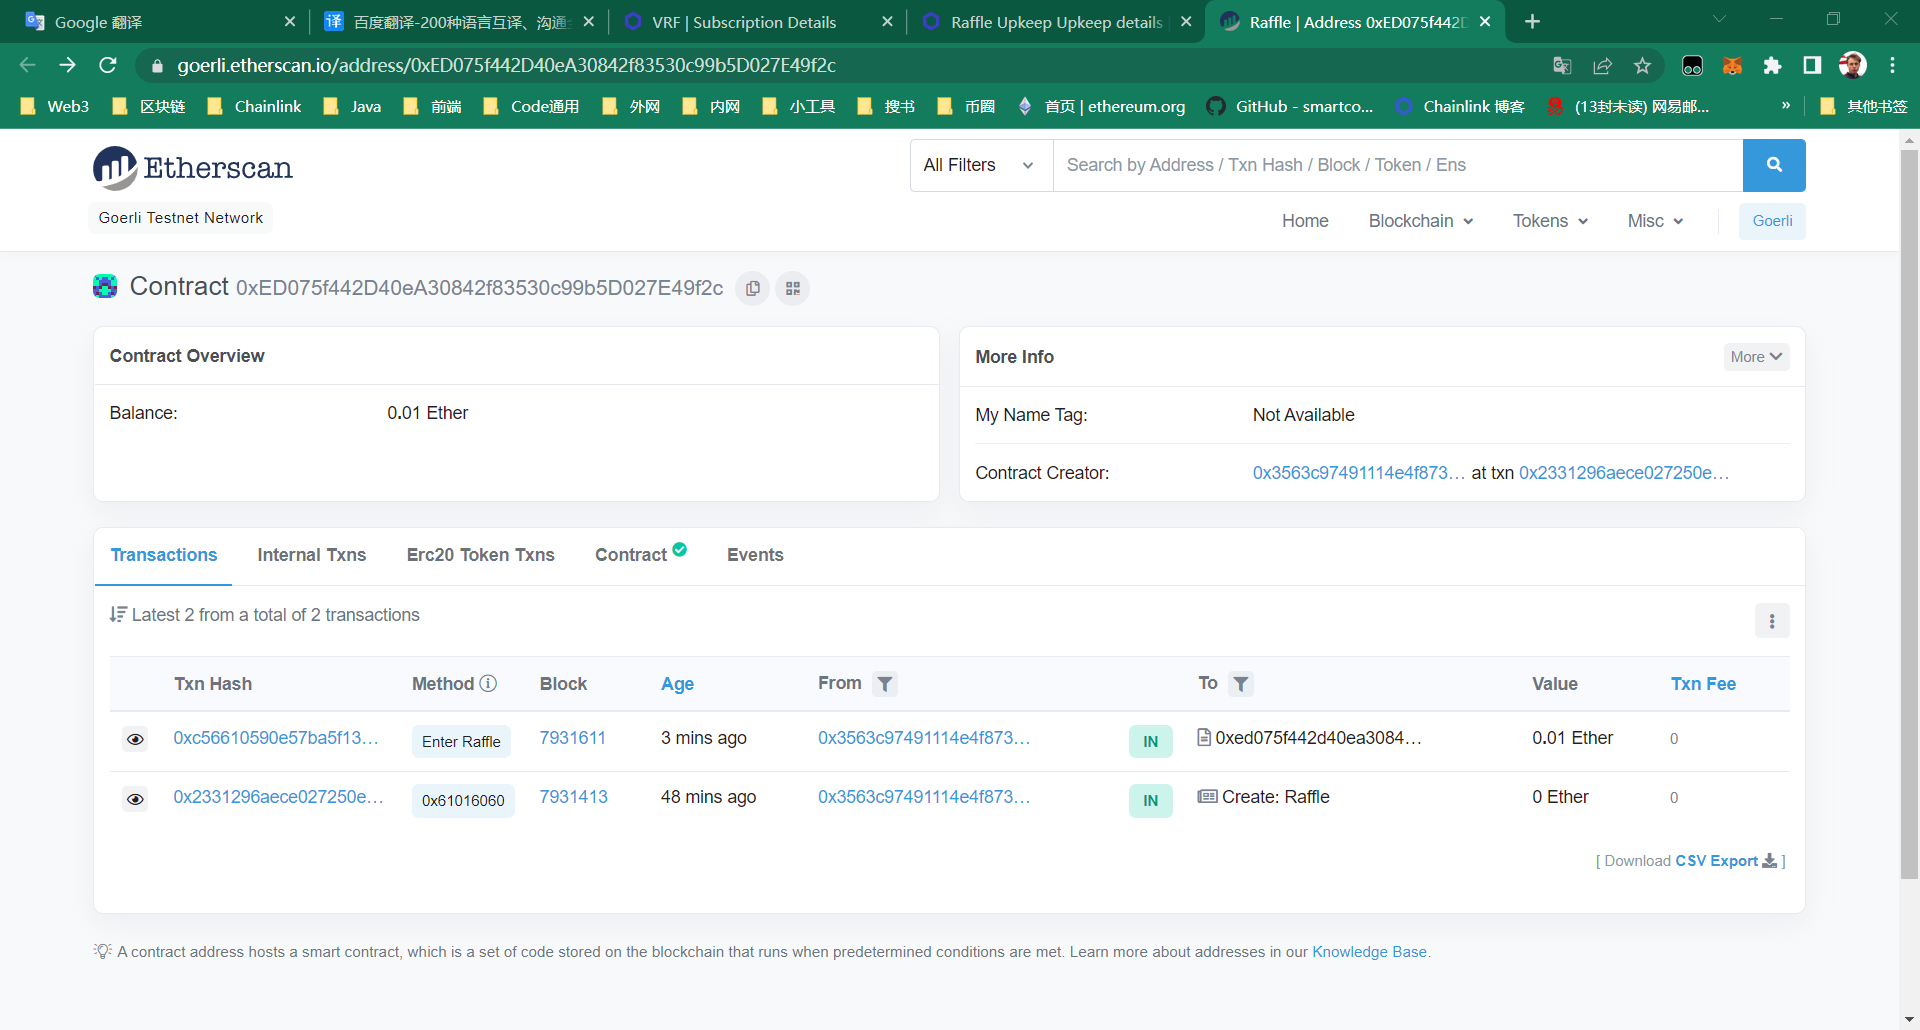 Google 翻译
百度翻译-200种语言互译、沟通
VRF | Subscription Details
Raffle Upkeep Upkeep details |
Raffle | Address 0xED075f442D
goerli.etherscan.io/address/0xED075f442D40eA30842f83530c99b5D027E49f2c
Web3 区块链 Chainlink Java 前端 Code通用 外网 内网 小工具 搜书 币圈 首页 | ethereum.org GitHub - smartco... Chainlink 博客 (13封未读) 网易邮... » 其他书签
Etherscan
All Filters
Search by Address / Txn Hash / Block / Token / Ens
Goerli Testnet Network
Home Blockchain Tokens Misc Goerli
Contract 0xED075f442D40eA30842f83530c99b5D027E49f2c
Contract Overview
Balance: 0.01 Ether
More Info
More
My Name Tag: Not Available
Contract Creator: 0x3563c97491114e4f873... at txn 0x2331296aece027250e...
Transactions Internal Txns Erc20 Token Txns Contract Events
Latest 2 from a total of 2 transactions
Txn Hash Method Block Age From To Value Txn Fee
0xc56610590e57ba5f13... Enter Raffle 7931611 3 mins ago 0x3563c97491114e4f873... IN 0xed075f442d40ea3084... 0.01 Ether 0
0x2331296aece027250e... 0x61016060 7931413 48 mins ago 0x3563c97491114e4f873... IN Create: Raffle 0 Ether 0
[ Download CSV Export ]
A contract address hosts a smart contract, which is a set of code stored on the blockchain that runs when predetermined conditions are met. Learn more about addresses in our Knowledge Base.